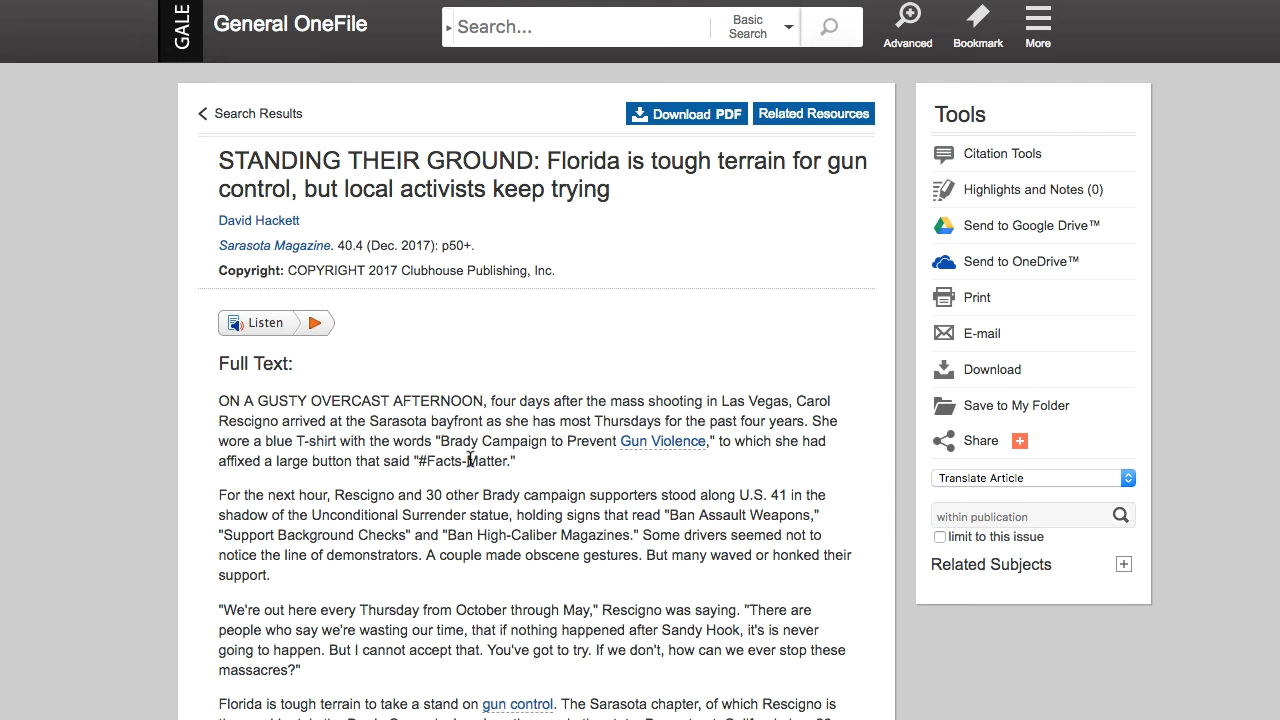 GALE
General OneFile
Search...
Basic
Search
Advanced
Bookmark
More
Search Results
Download PDF
Related Resources
STANDING THEIR GROUND: Florida is tough terrain for gun
control, but local activists keep trying
David Hackett
Sarasota Magazine. 40.4 (Dec. 2017): p50+.
Copyright: COPYRIGHT 2017 Clubhouse Publishing, Inc.
Listen
Full Text:
ON A GUSTY OVERCAST AFTERNOON, four days after the mass shooting in Las Vegas, Carol
Rescigno arrived at the Sarasota bayfront as she has most Thursdays for the past four years. She
wore a blue T-shirt with the words "Brady Campaign to Prevent Gun Violence," to which she had
affixed a large button that said "#Facts-Matter."
For the next hour, Rescigno and 30 other Brady campaign supporters stood along U.S. 41 in the
shadow of the Unconditional Surrender statue, holding signs that read "Ban Assault Weapons,"
"Support Background Checks" and "Ban High-Caliber Magazines." Some drivers seemed not to
notice the line of demonstrators. A couple made obscene gestures. But many waved or honked their
support.
"We're out here every Thursday from October through May," Rescigno was saying. "There are
people who say we're wasting our time, that if nothing happened after Sandy Hook, it's is never
going to happen. But I cannot accept that. You've got to try. If we don't, how can we ever stop these
massacres?"
Florida is tough terrain to take a stand on gun control. The Sarasota chapter, of which Rescigno is
Tools
Citation Tools
Highlights and Notes (0)
Send to Google Drive™
Send to OneDrive™
Print
E-mail
Download
Save to My Folder
Share
Translate Article
within publication
limit to this issue
Related Subjects